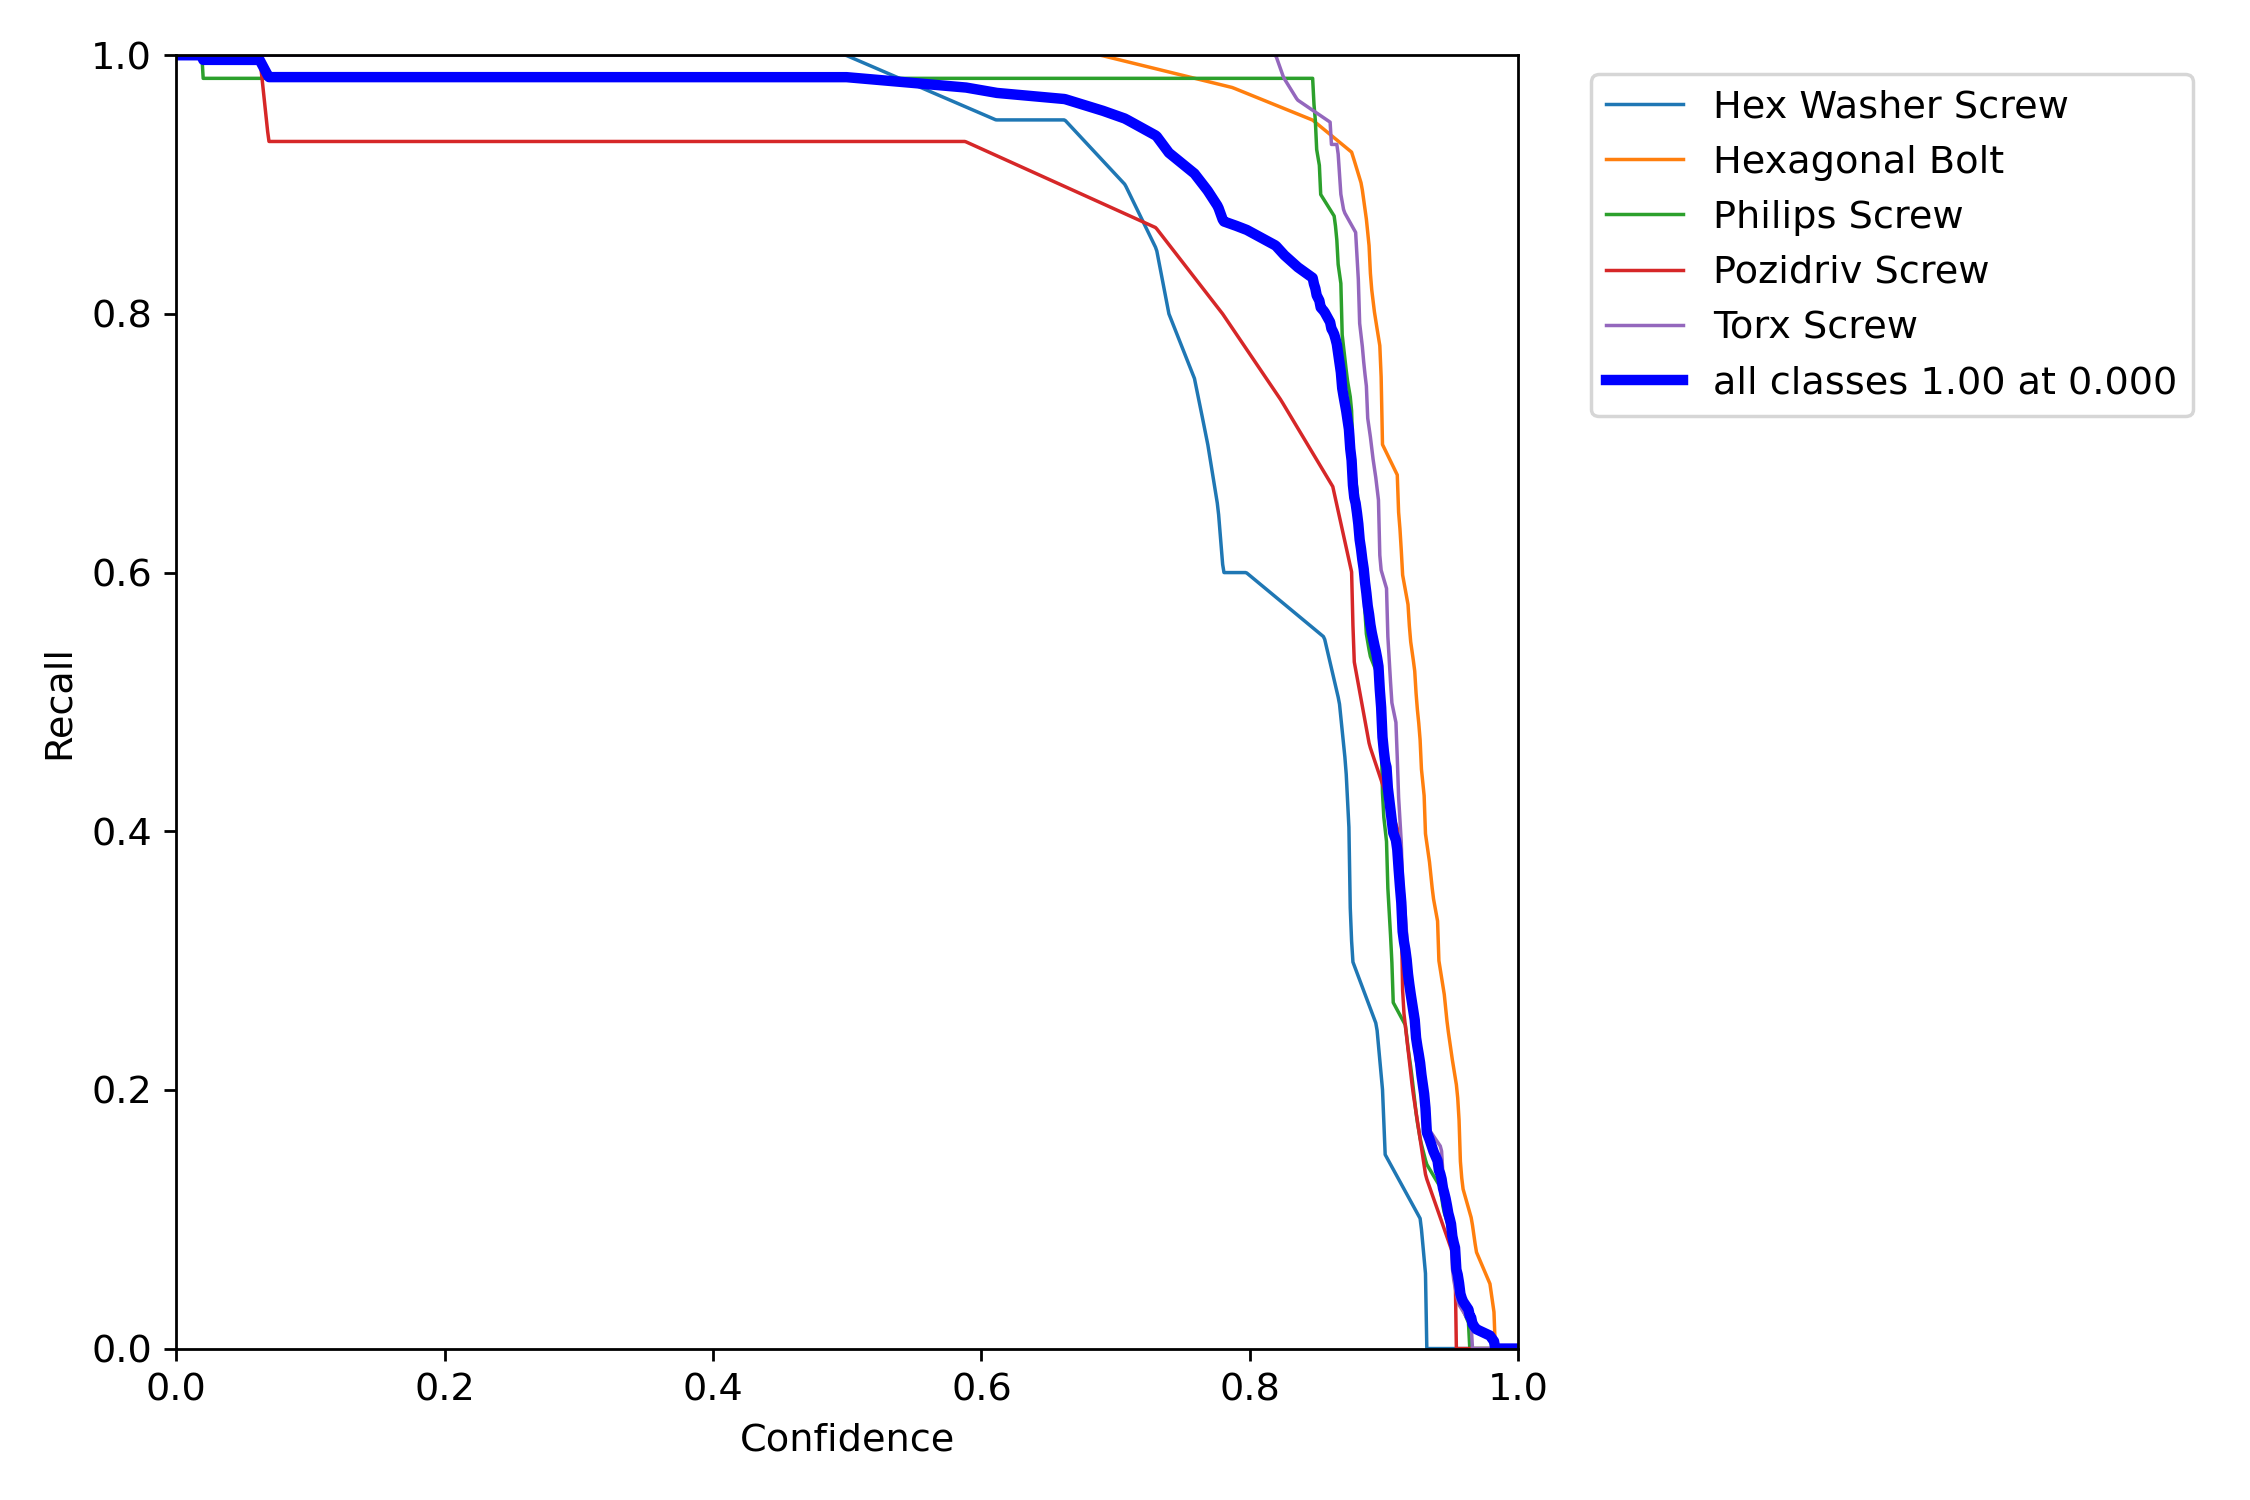 1.0
0.8
0.6
0.4
0.2
0.0
Recall
0.0 0.2 0.4 0.6 0.8 1.0
Confidence
Hex Washer Screw
Hexagonal Bolt
Philips Screw
Pozidriv Screw
Torx Screw
all classes 1.00 at 0.000